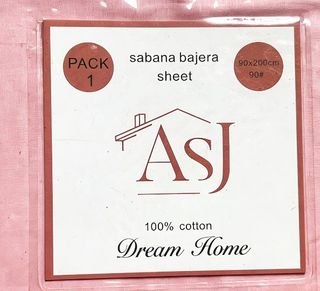 PACK
1
sabana bajera
sheet
90x200cm
90#
AsJ
100% cotton
Dream Home